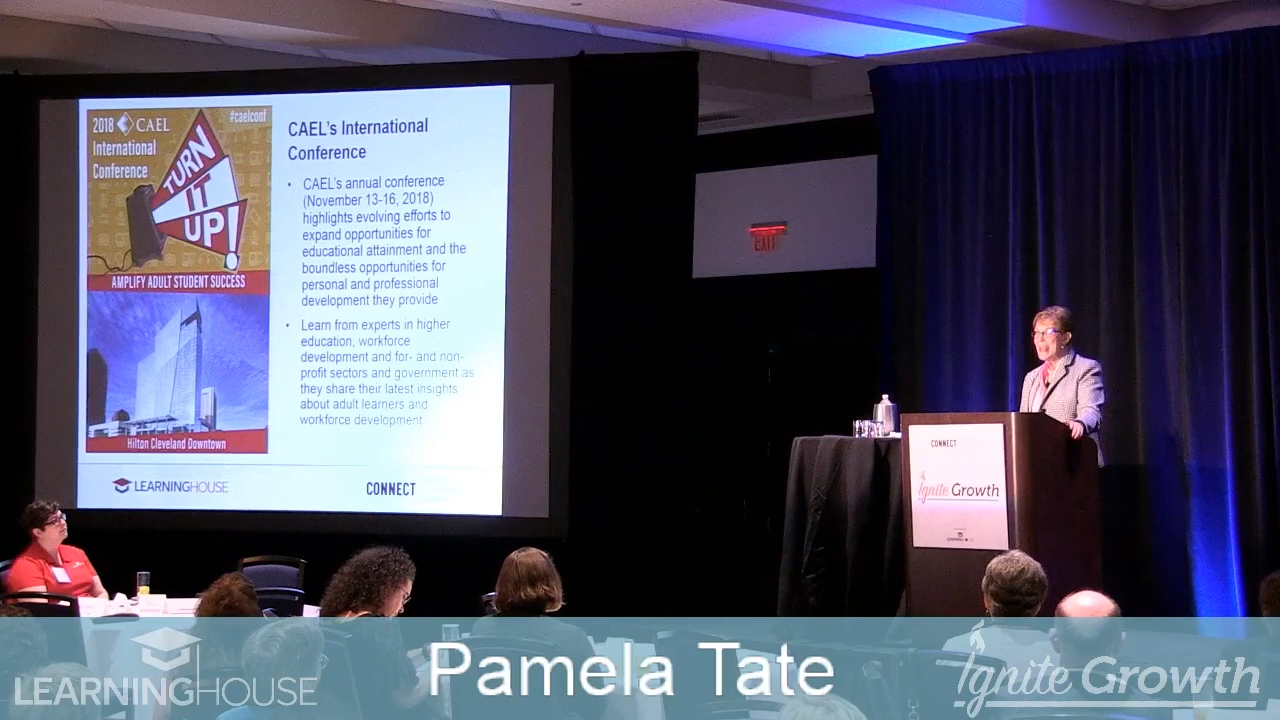 2018 CAEL
International
Conference
#caelconf
TURN
IT
UP!
AMPLIFY ADULT STUDENT SUCCESS
Hilton Cleveland Downtown
CAEL's International
Conference
• CAEL's annual conference
(November 13-16, 2018)
highlights evolving efforts to
expand opportunities for
educational attainment and the
boundless opportunities for
personal and professional
development they provide
• Learn from experts in higher
education, workforce
development and for- and non-
profit sectors and government as
they share their latest insights
about adult learners and
workforce development
LEARNINGHOUSE
CONNECT
EXIT
CONNECT
Ignite Growth
Pamela Tate
LEARNINGHOUSE
Ignite Growth